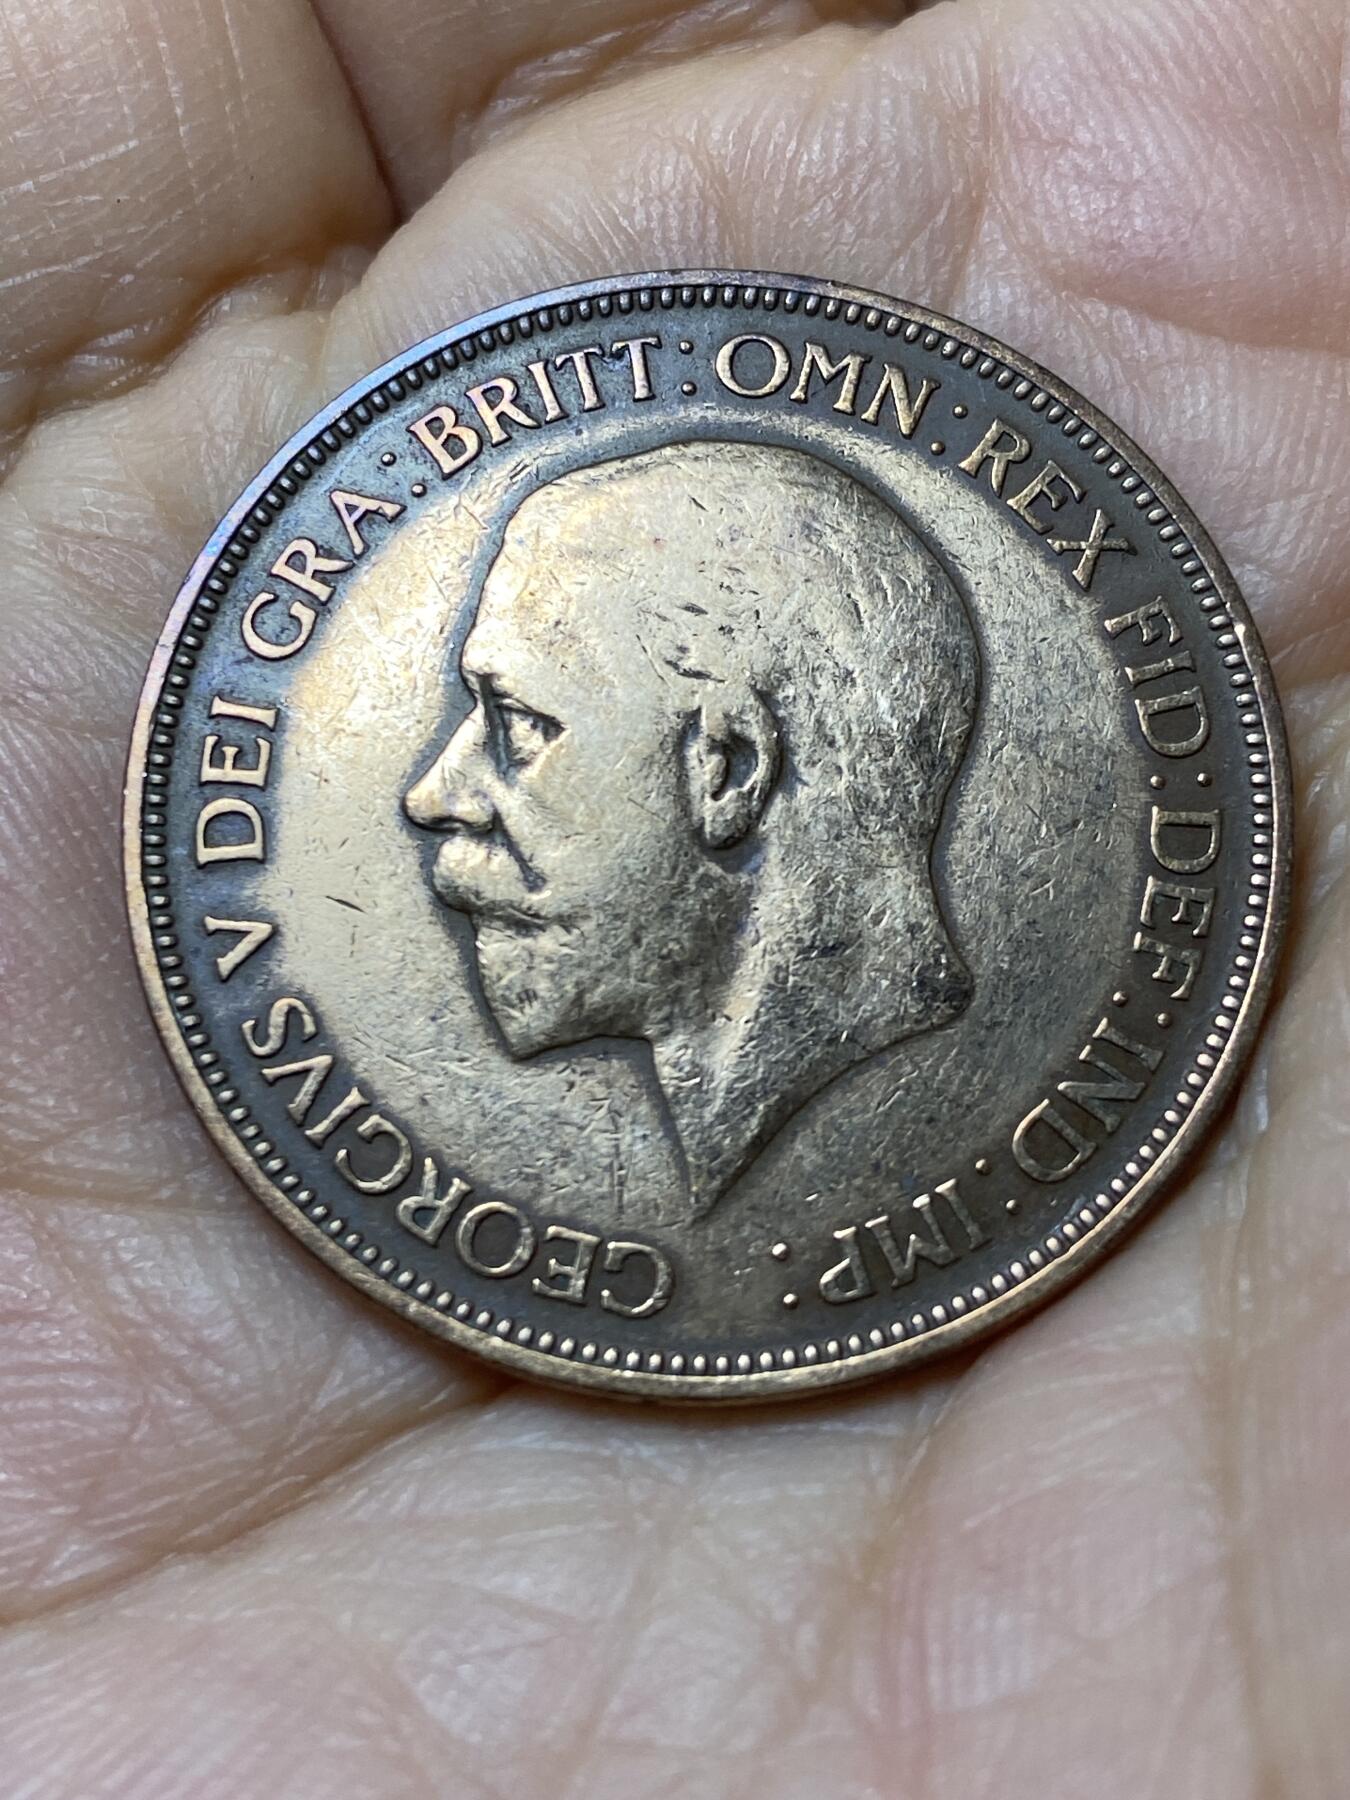 GEORGIVS V DEI GRA: BRITT: OMN: REX FID: DEF: IND: IMP: